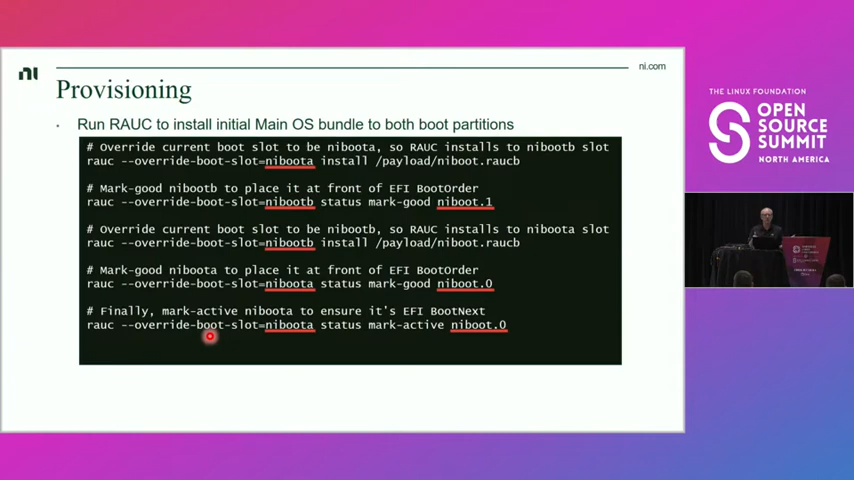 ni
ni.com
Provisioning
• Run RAUC to install initial Main OS bundle to both boot partitions
# Override current boot slot to be niboota, so RAUC installs to nibootb slot
rauc --override-boot-slot=niboota install /payload/niboot.raucb
# Mark-good nibootb to place it at front of EFI BootOrder
rauc --override-boot-slot=nibootb status mark-good niboot.1
# Override current boot slot to be nibootb, so RAUC installs to niboota slot
rauc --override-boot-slot=nibootb install /payload/niboot.raucb
# Mark-good niboota to place it at front of EFI BootOrder
rauc --override-boot-slot=niboota status mark-good niboot.0
# Finally, mark-active niboota to ensure it's EFI BootNext
rauc --override-boot-slot=niboota status mark-active niboot.0
THE LINUX FOUNDATION
OPEN
SOURCE
SUMMIT
NORTH AMERICA